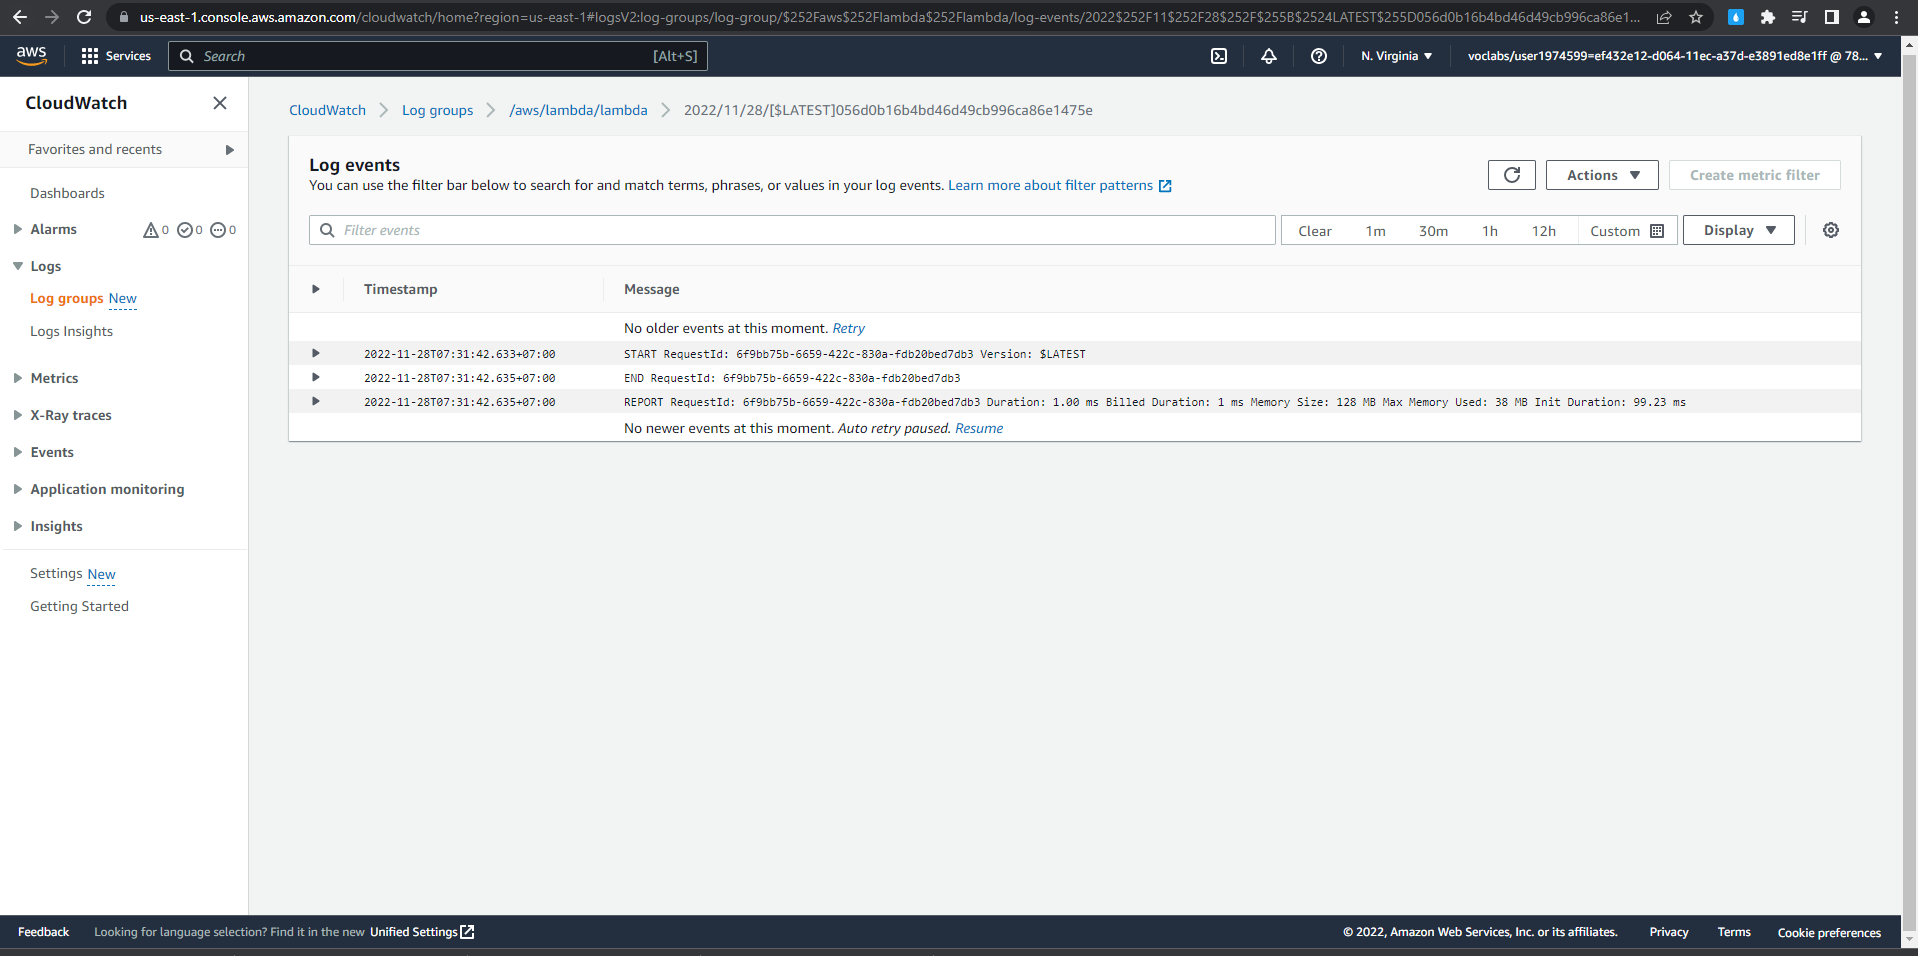 us-east-1.console.aws.amazon.com/cloudwatch/home?region=us-east-1#logsV2:log-groups/log-group/$252Faws$252Flambda$252Flambda/log-events/2022$252F11$252F28$252F$255B$2524LATEST$255D056d0b16b4bd46d49cb996ca86e1...
aws Services Search [Alt+S] N. Virginia voclabs/user1974599=ef432e12-d064-11ec-a37d-e3891ed8e1ff @ 78...
CloudWatch
Favorites and recents
Dashboards
Alarms 0 0 0
Logs
Log groups New
Logs Insights
Metrics
X-Ray traces
Events
Application monitoring
Insights
Settings New
Getting Started
CloudWatch Log groups /aws/lambda/lambda 2022/11/28/[$LATEST]056d0b16b4bd46d49cb996ca86e1475e
Log events
You can use the filter bar below to search for and match terms, phrases, or values in your log events. Learn more about filter patterns
Actions Create metric filter
Filter events Clear 1m 30m 1h 12h Custom Display
Timestamp Message
No older events at this moment. Retry
2022-11-28T07:31:42.633+07:00 START RequestId: 6f9bb75b-6659-422c-830a-fdb20bed7db3 Version: $LATEST
2022-11-28T07:31:42.635+07:00 END RequestId: 6f9bb75b-6659-422c-830a-fdb20bed7db3
2022-11-28T07:31:42.635+07:00 REPORT RequestId: 6f9bb75b-6659-422c-830a-fdb20bed7db3 Duration: 1.00 ms Billed Duration: 1 ms Memory Size: 128 MB Max Memory Used: 38 MB Init Duration: 99.23 ms
No newer events at this moment. Auto retry paused. Resume
Feedback Looking for language selection? Find it in the new Unified Settings © 2022, Amazon Web Services, Inc. or its affiliates. Privacy Terms Cookie preferences